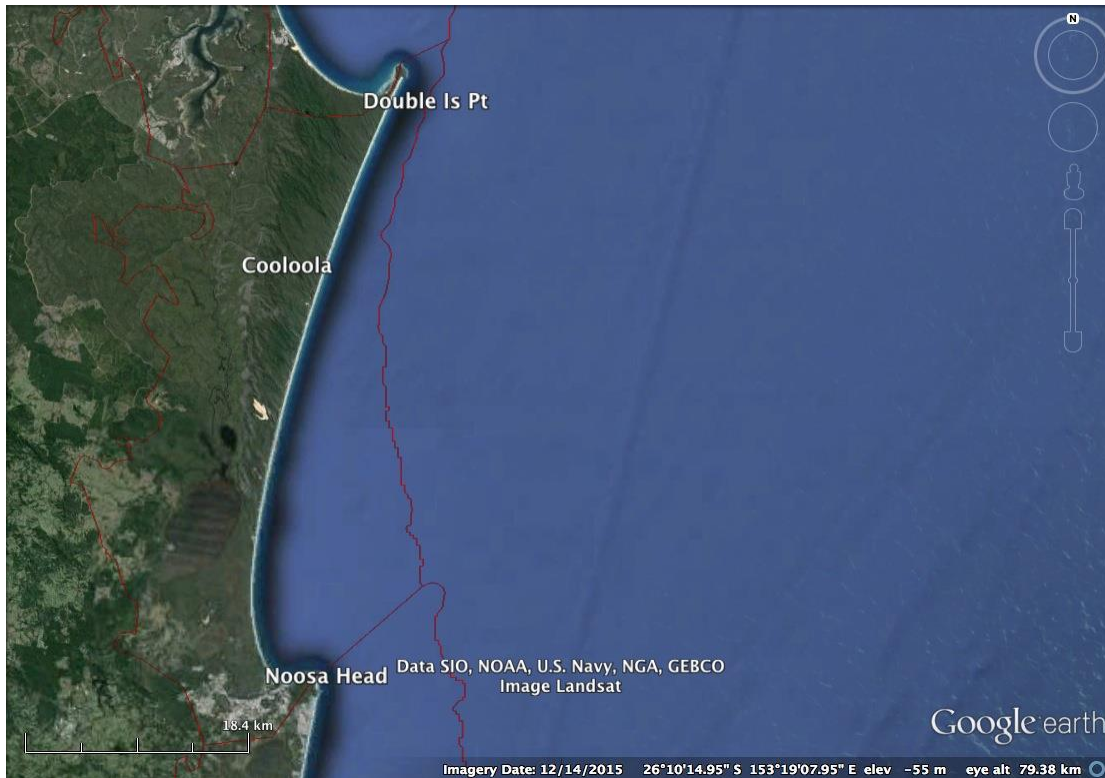 N
Double Is Pt
Cooloola
Noosa Head
Data SIO, NOAA, U.S. Navy, NGA, GEBCO
Image Landsat
18.4 km
Google earth
Imagery Date: 12/14/2015 26°10'14.95" S 153°19'07.95" E elev -55 m eye alt 79.38 km